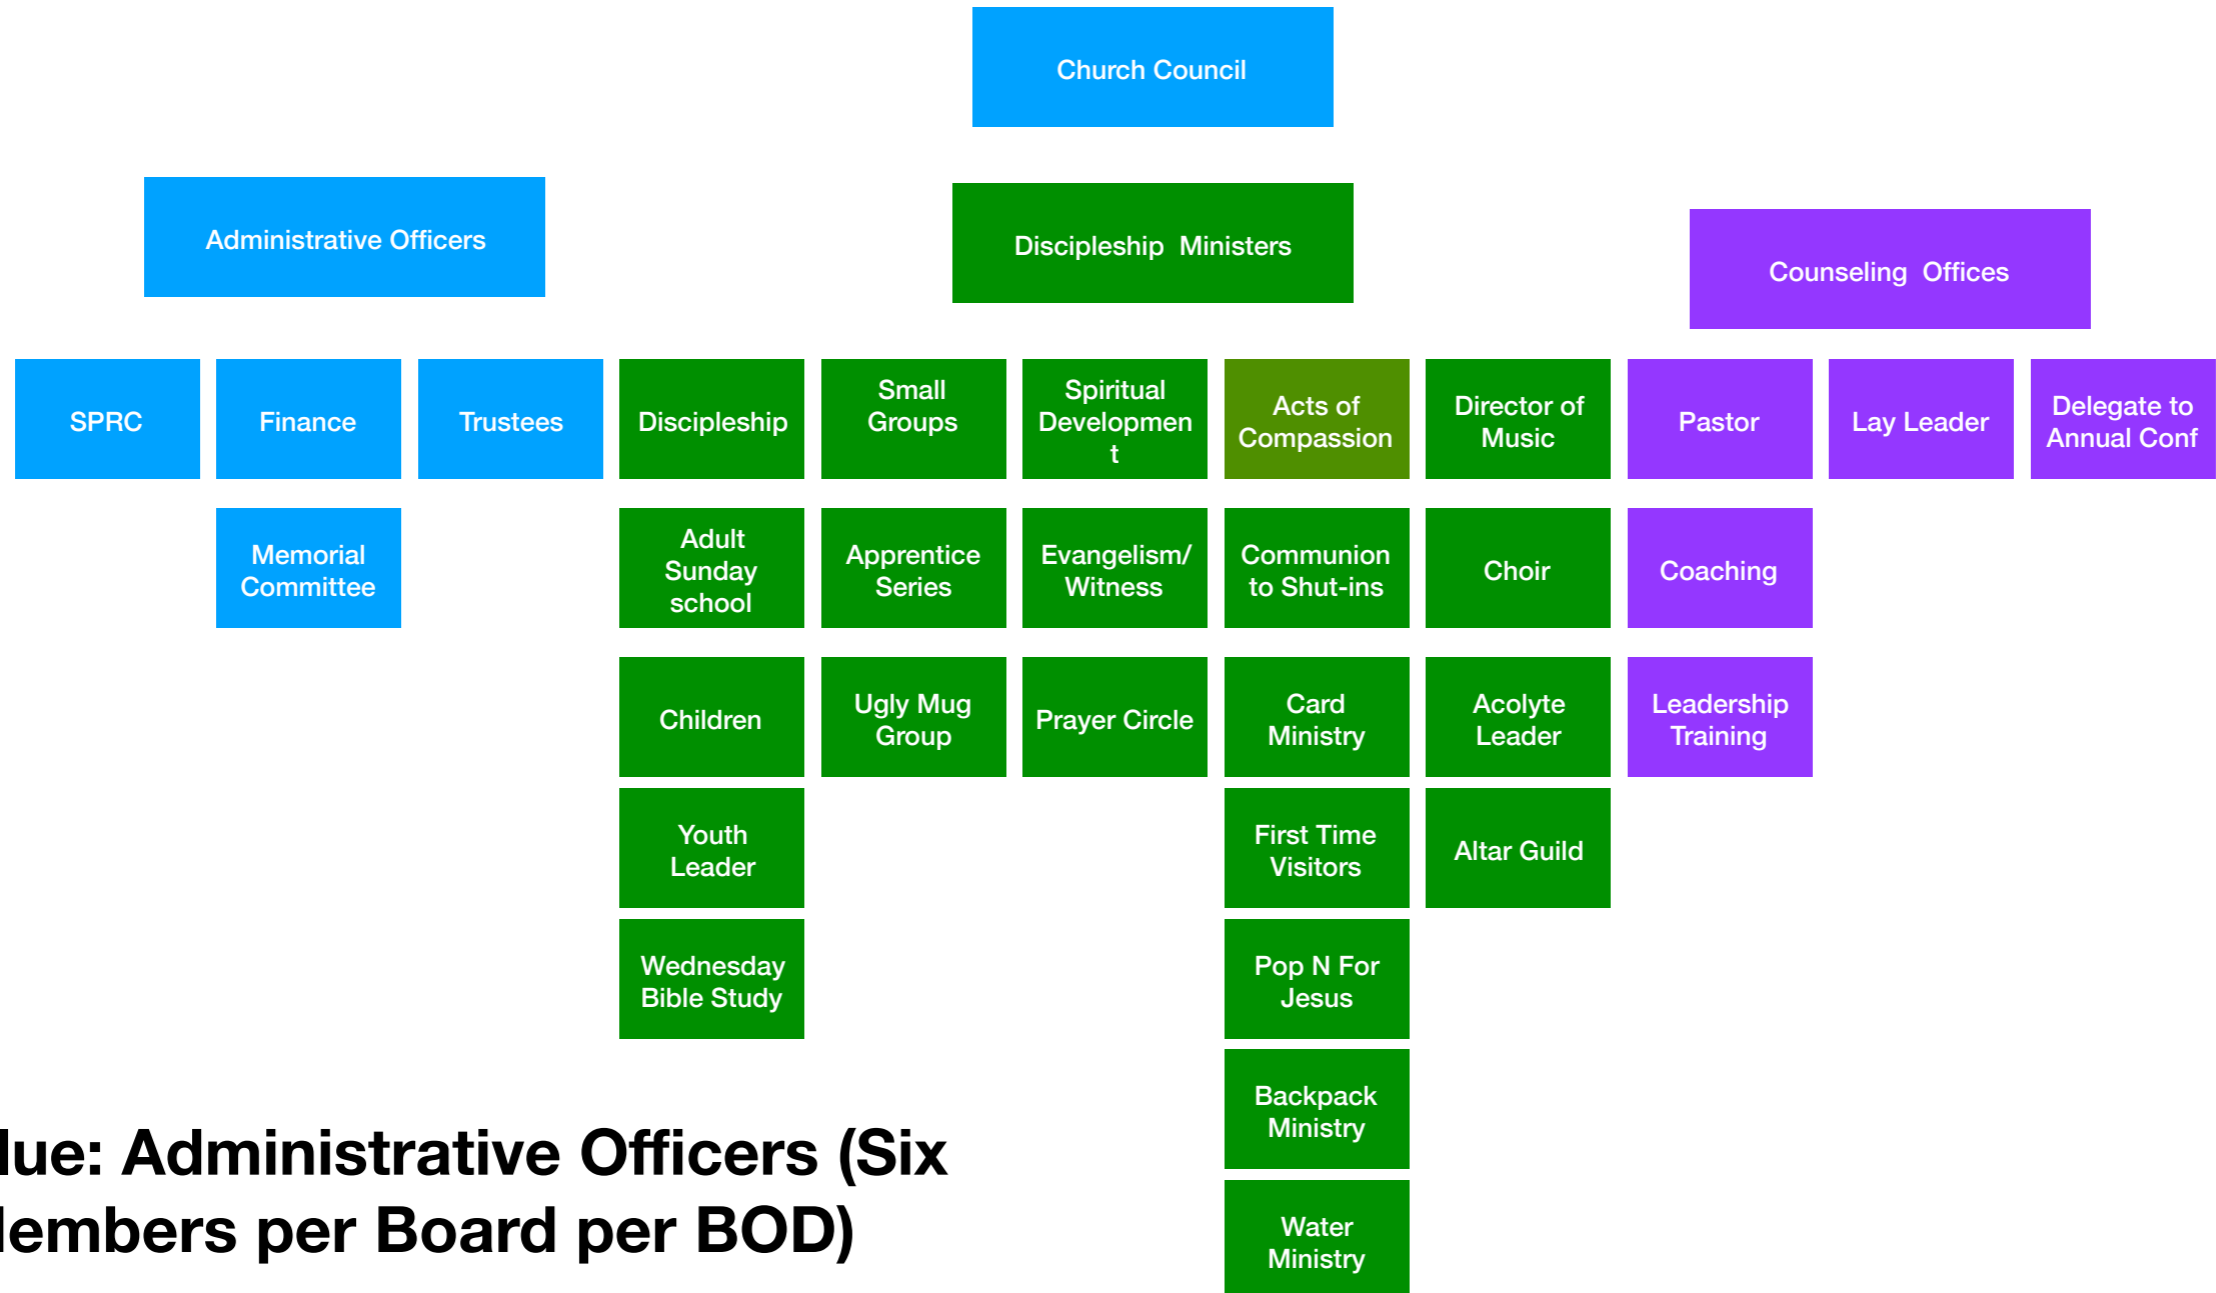 Church Council
Administrative Officers
Discipleship  Ministers
Counseling  Offices
SPRC
Finance
Trustees
Discipleship
Small
Groups
Spiritual
Developmen
t
Acts of
Compassion
Director of
Music
Pastor
Lay Leader
Delegate to
Annual Conf
Memorial
Committee
Adult
Sunday
school
Apprentice
Series
Evangelism/
Witness
Communion
to Shut-ins
Choir
Coaching
Children
Ugly Mug
Group
Prayer Circle
Card
Ministry
Acolyte
Leader
Leadership
Training
Youth
Leader
First Time
Visitors
Altar Guild
Wednesday
Bible Study
Pop N For
Jesus
Backpack
Ministry
Water
Ministry
lue: Administrative Officers (Six
embers per Board per BOD)